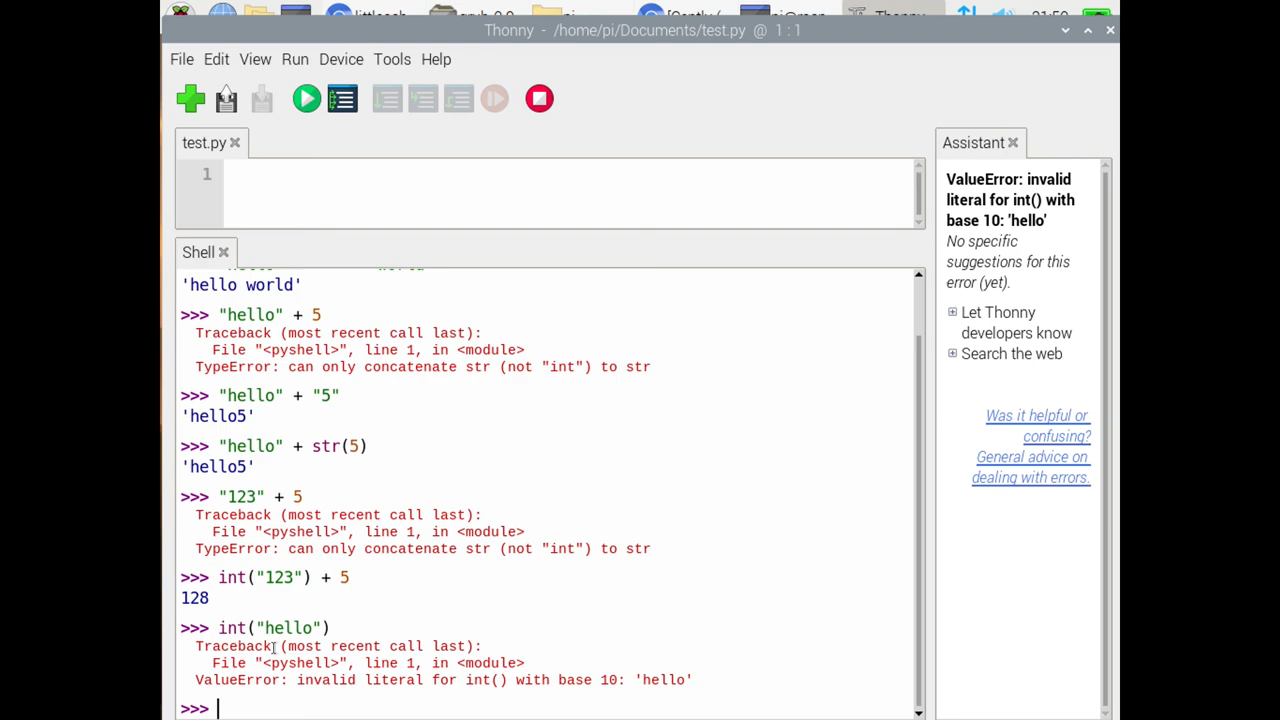 Thonny - /home/pi/Documents/test.py @ 1 : 1
File Edit View Run Device Tools Help
test.py
1
Shell
'hello world'
>>> "hello" + 5
Traceback (most recent call last):
File "<pyshell>", line 1, in <module>
TypeError: can only concatenate str (not "int") to str
>>> "hello" + "5"
'hello5'
>>> "hello" + str(5)
'hello5'
>>> "123" + 5
Traceback (most recent call last):
File "<pyshell>", line 1, in <module>
TypeError: can only concatenate str (not "int") to str
>>> int("123") + 5
128
>>> int("hello")
Traceback (most recent call last):
File "<pyshell>", line 1, in <module>
ValueError: invalid literal for int() with base 10: 'hello'
>>>
Assistant
ValueError: invalid
literal for int() with
base 10: 'hello'
No specific
suggestions for this
error (yet).
Let Thonny
developers know
Search the web
Was it helpful or
confusing?
General advice on
dealing with errors.